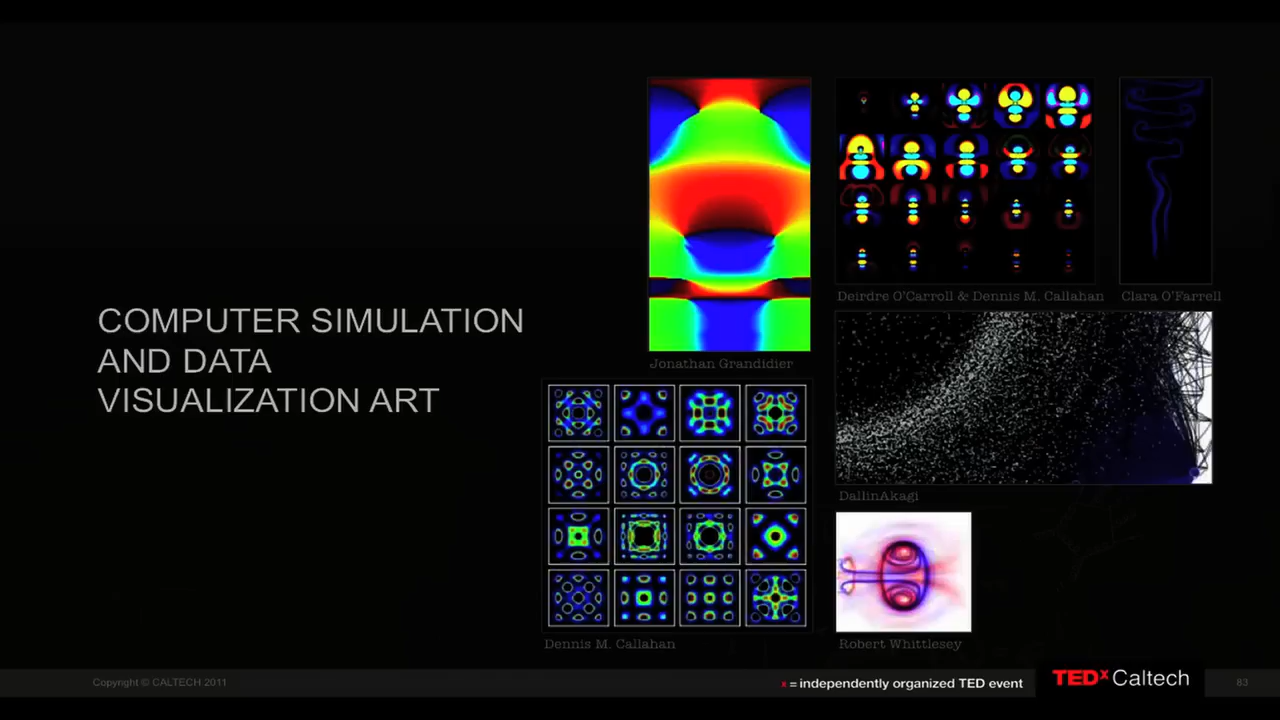 COMPUTER SIMULATION
AND DATA
VISUALIZATION ART
Jonathan Grandidier
Deirdre O'Carroll & Dennis M. Callahan
Clara O'Farrell
DallinAkagi
Dennis M. Callahan
Robert Whittlesey
Copyright © CALTECH 2011
x = independently organized TED event
TEDx Caltech
83